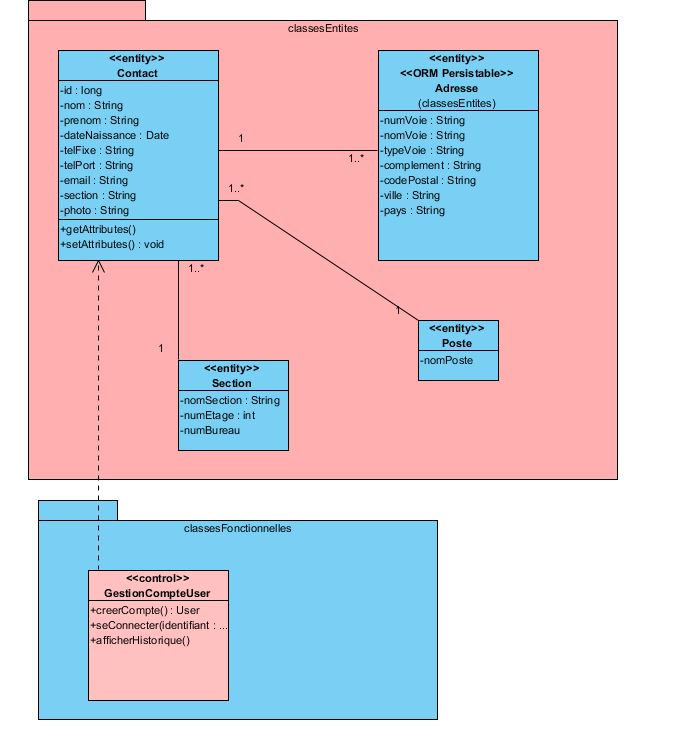 classesEntites
<<entity>>
Contact
-id : long
-nom : String
-prenom : String
-dateNaissance : Date
-telFixe : String
-telPort : String
-email : String
-section : String
-photo : String
+getAttributes()
+setAttributes() : void
<<entity>>
<<ORM Persistable>>
Adresse
(classesEntites)
-numVoie : String
-nomVoie : String
-typeVoie : String
-complement : String
-codePostal : String
-ville : String
-pays : String
1
1..*
1..*
1
1..*
1
<<entity>>
Poste
-nomPoste
<<entity>>
Section
-nomSection : String
-numEtage : int
-numBureau
classesFonctionnelles
<<control>>
GestionCompteUser
+creerCompte() : User
+seConnecter(identifiant : ...
+afficherHistorique()